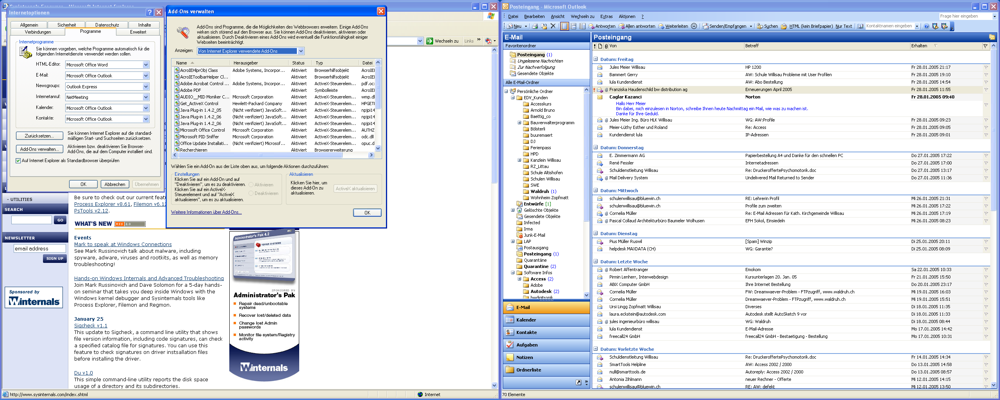 Internetoptionen
Allgemein
Sicherheit
Datenschutz
Inhalte
Verbindungen
Programme
Erweitert
Internetprogramme
Sie können vorgeben, welche Programme automatisch für die
folgenden Internetdienste verwendet werden sollen.
HTML-Editor: Microsoft Office Word
E-Mail: Microsoft Office Outlook
Newsgroups: Outlook Express
Internetanruf: NetMeeting
Kalender: Microsoft Office Outlook
Kontakte: Microsoft Office Outlook
Zurücksetzen...
Sie können Internet Explorer auf die standard-
mäßigen Start- und Suchseiten zurücksetzen.
Add-Ons verwalten...
Aktivieren bzw. deaktivieren Sie Browser-
Add-Ons, die auf dem Computer installiert sind.
Auf Internet Explorer als Standardbrowser überprüfen
OK
Abbrechen
Übernehmen
Add-Ons verwalten
Add-Ons sind Programme, die die Möglichkeiten des Webbrowsers erweitern. Einige Add-Ons
wirken sich störend auf den Browser aus. Sie können Add-Ons deaktivieren, aktivieren oder
aktualisieren. Durch Deaktivieren eines Add-Ons wird eventuell die Funktionsfähigkeit einiger
Webseiten beeinträchtigt.
Anzeigen: Von Internet Explorer verwendete Add-Ons
Name Herausgeber Status Typ Datei
AcroIEHlprObj Class Adobe Systems, Incorpor... Aktiviert Browserhilfsobjekt AcroIEH
AcroIEToolbarHelper Cl... Aktiviert Browserhilfsobjekt AcroIEH
Adobe Acrobat Control ... Adobe Systems, Incorpor... Aktiviert ActiveX-Steuerelem... pdf.ocx
Adobe PDF Aktiviert Symbolleiste AcroIEH
AUDIO__MID Moniker C... Microsoft Corporation Aktiviert ActiveX-Steuerelem... wmp.dl
Get_ActiveX Control Hewlett-Packard Company Aktiviert ActiveX-Steuerelem... HPGETI
Java Plug-in 1.4.2_05 (Nicht verifiziert) JavaSoft... Aktiviert ActiveX-Steuerelem... npjpi14
Java Plug-in 1.4.2_06 (Nicht verifiziert) JavaSoft... Aktiviert ActiveX-Steuerelem... npjpi14
Java Plug-in 1.4.2_06 (Nicht verifiziert) JavaSoft... Aktiviert ActiveX-Steuerelem... npjpi14
Microsoft Office Control Microsoft Corporation Aktiviert ActiveX-Steuerelem... AUTHZ
Microsoft PID Sniffer Microsoft Corporation Aktiviert ActiveX-Steuerelem... odc.dll
Office Update Installati... (Nicht verifiziert) Microsof... Aktiviert ActiveX-Steuerelem... opuc.d
Recherchieren Aktiviert Browsererweiterung
Wählen Sie ein Add-On aus der Liste oben aus, um folgende Aktionen durchzuführen:
Einstellungen
Klicken Sie auf ein Add-On und auf
"Deaktivieren", um es zu deaktivieren.
Klicken Sie auf ein ActiveX-
Steuerelement und auf "ActiveX
aktualisieren", um es zu aktualisieren.
Aktivieren
Deaktivieren
Aktualisieren
Klicken Sie hier, um
dieses Add-On zu
aktualisieren.
ActiveX aktualisieren
Weitere Informationen über Add-Ons...
OK
Wechseln zu
Links
- UTILITIES
SEARCH
GO
NEWSLETTER
email address
SIGN UP
Sponsored by
Winternals
Be sure to check out our current feat
Process Explorer v8.61, Filemon v6.12
PsTools v2.12.
WHAT'S NEW RSS 2.0
Events
Mark to speak at Windows Connections
See Mark Russinovich talk about malware, including
spyware, adware, viruses and rootkits, as well as memory
troubleshooting!
Hands-on Windows Internals and Advanced Troubleshooting
Join Mark Russinovich and Dave Solomon for a 5-day hands-
on seminar that takes you deep inside Windows with the
Windows kernel debugger and Sysinternals tools like
Process Explorer, Filemon and Regmon.
January 25
Sigcheck v1.1
This update to Sigcheck, a command line utility that shows
file version information, including code signatures, can check
a specified catalog file for signatures. You can use this
feature to check signatures on driver instsallation files
before installing the driver.
Du v1.0
This simple command-line utility reports the disk space
usage of a directory and its subdirectories.
Administrator's Pak 4.2
REPAIR SYSTEMS
Winternals
SPONSORED BY
Administrator's Pak
Repair dead/unbootable
systems
Recover lost/deleted data
Change lost Admin
passwords
Monitor file system/Registry
activity
Winternals
http://www.sysinternals.com/index.shtml
Internet
Posteingang - Microsoft Outlook
Datei Bearbeiten Ansicht Wechseln zu Extras Aktionen ?
Frage hier eingeben
Neu Antworten Allen antworten Weiterleiten Senden/Empfangen Suchen HTML (kein Briefpapier) Nur Text Kontaktnamen eingeben
E-Mail
Favoritenordner
Posteingang (1)
Ungelesene Nachrichten
Zur Nachverfolgung
Gesendete Objekte
Alle E-Mail-Ordner
Persönliche Ordner
EDV_Kunden
Accesskurs
Arnold Bruno
Baettig_co
Bauverwalterprogramm
Bölsterli
buuremaert
DJ
Ferienpass
HPD
Kanzlein Willisau
RZ_Littau
Schule Altishofen
Schulen Willisau
SWE
Waldruh (1)
Wohnheim Zopfmatt
Entwürfe [1]
Gelöschte Objekte
Gesendete Objekte
Infected
Irma
Junk-E-Mail
LAP
Postausgang
Posteingang (1)
Quarantäne
Quarantine (2)
Software Infos
Access (2)
Adobe
Autodesk (2)
bwdigitronik
E-Mail
Kalender
Kontakte
Aufgaben
Notizen
Ordnerliste
70 Elemente
Posteingang
Von Betreff Erhalten
Datum: Freitag
Jules Meier Willisau HP 1200 Fr 28.01.2005 21:17
Bammert Gerry AW: Schule Willisau Probleme mit User Profilen Fr 28.01.2005 19:10
lula Kundendienst AW: Abo Bestellung Fr 28.01.2005 14:54
Franziska Haudenschild bw distribution ag Erneuerungen April 2005 Fr 28.01.2005 11:55
Caglar Kazanci Norton Fr 28.01.2005 09:40
Hallo Herr Meier
Bin dabei, mich einzulesen in Norton, schreibe Ihnen heute Nachmittag ein Mail, wie was zu machen ist.
Danke für Ihre Geduld.
Jules Meier Ing. Büro HLK Willisau WG: AW:Profile Fr 28.01.2005 09:23
Meier-Lüthy Esther und Roland Re: Access Fr 28.01.2005 09:05
Kundendienst lula IP-Adressen Fr 28.01.2005 09:01
Datum: Donnerstag
E. Zimmermann AG Papierbestellung A4 und Danke für den schnellen PC Do 27.01.2005 17:22
René Fessler Internetadressen Do 27.01.2005 17:00
Schuldienstleitung Willisau Re: DruckeroffertePsychomotorik.doc Do 27.01.2005 13:17
Mail Delivery System Undelivered Mail Returned to Sender Do 27.01.2005 11:36
Datum: Mittwoch
schulenwillisau@bluewin.ch RE: Lehrerin Profil Mi 26.01.2005 21:31
schulenwillisau@bluewin.ch Profile zum zweiten Mi 26.01.2005 17:22
Cornelia Müller Re: E-Mail Adressen für Kath. Kirchgemeinde Willisau Mi 26.01.2005 17:19
Pascal Collaud Architekturbüro Baumeler Wolhusen EFH Sokol, Einsiedeln Mi 26.01.2005 08:23
Datum: Dienstag
Pius Müller Ruswil [Spam] Winzip Di 25.01.2005 20:11
helpdesk MAXDATA (CH) WG: Garantie? Di 25.01.2005 08:09
Datum: Letzte Woche
Robert Affentranger Emokom Sa 22.01.2005 10:33
Pirmin Lenherr, Interwebdesign Kursunterlagen 20. Jan. 05 Fr 21.01.2005 15:50
ABiX Computer GmbH Ihre Internet Bestellung Do 20.01.2005 23:17
Cornelia Müller FW: Dreamwaever-Problem - FTPzugriff, www.waldruh.ch Mi 19.01.2005 16:03
Cornelia Müller Dreamwaever-Problem - FTPzugriff, www.waldruh.ch Mi 19.01.2005 15:51
Ursi Lingg Zopfmatt Willisau Diverses Di 18.01.2005 11:35
laura.eckstein@autodesk.com Autodesk stellt AutoSketch 9 vor Di 18.01.2005 11:33
jules ingenieurbüro willisau WG: Waldruh Di 18.01.2005 08:44
lula Kundendienst E-Mail-Adresse Mo 17.01.2005 14:42
freecall24 GmbH freecall24 GmbH - Bestaetigung - Bestellung Mo 17.01.2005 10:31
Datum: Vorletzte Woche
Schuldienstleitung Willisau Re: DruckeroffertePsychomotorik.doc Fr 14.01.2005 14:34
SmartTools Helpline AW: Access 2002 / 2000 Do 13.01.2005 14:58
null@smarttools.de Autoreply: Access 2002 / 2000 Do 13.01.2005 08:57
Antonia Zihlmann neuer Rechner - Offerte Mi 12.01.2005 14:15
schulenwillisau@bluewin.ch RE: AW: defekt Mi 12.01.2005 13:50